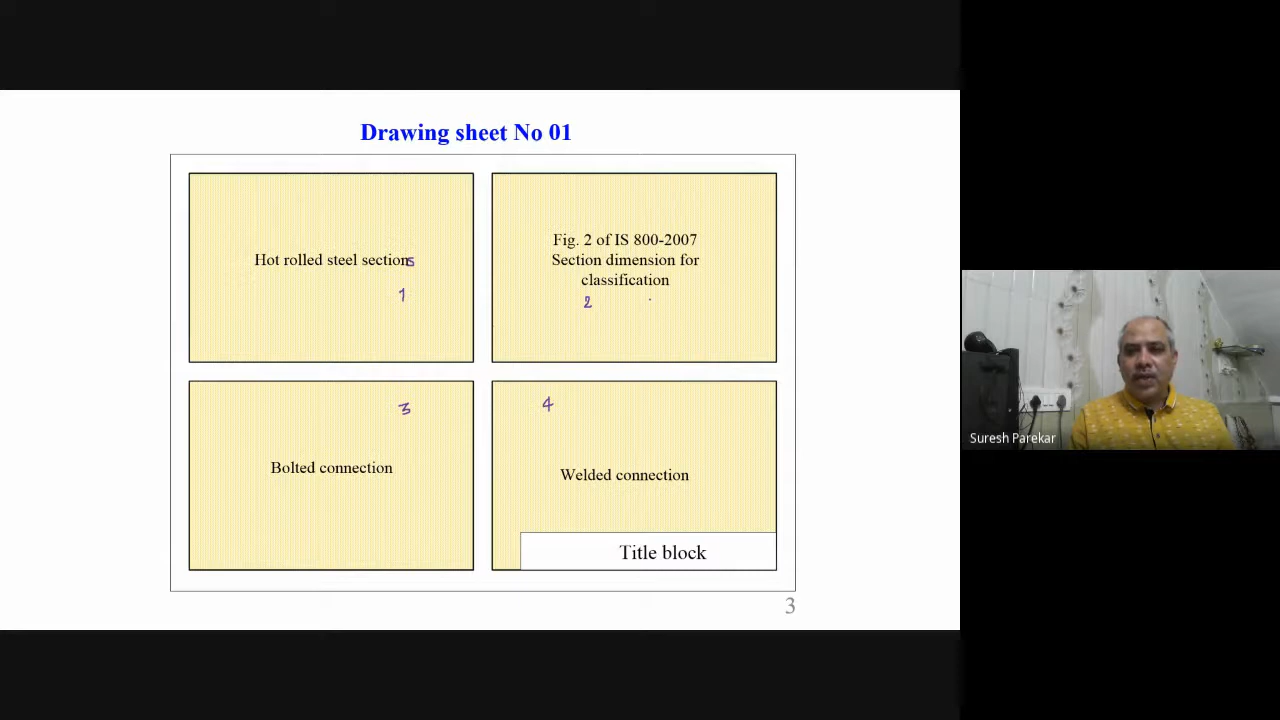 Drawing sheet No 01
Hot rolled steel sections
1
Fig. 2 of IS 800-2007
Section dimension for
classification
2
3
Bolted connection
4
Welded connection
Title block
3
Suresh Parekar